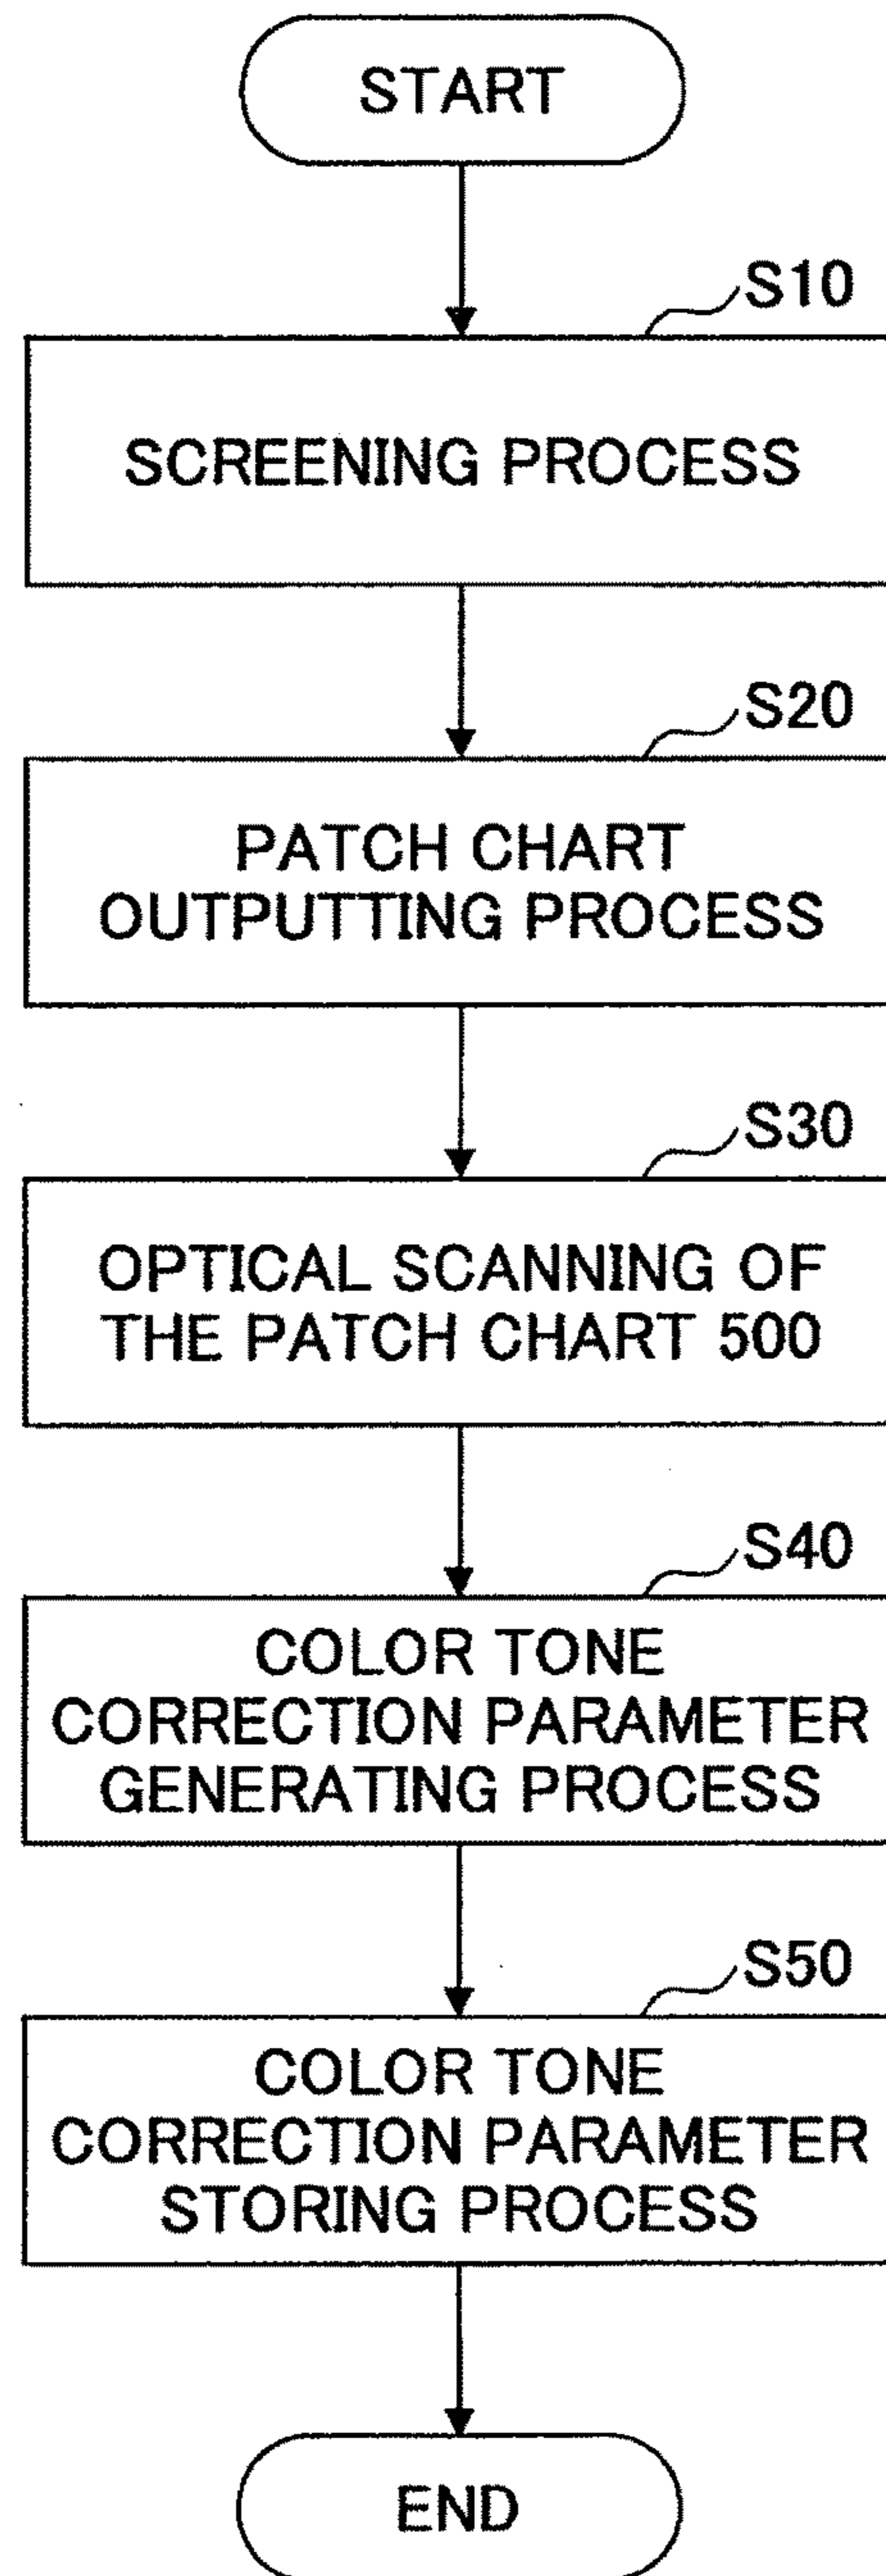 START
S10
SCREENING PROCESS
S20
PATCH CHART
OUTPUTTING PROCESS
S30
OPTICAL SCANNING OF
THE PATCH CHART 500
S40
COLOR TONE
CORRECTION PARAMETER
GENERATING PROCESS
S50
COLOR TONE
CORRECTION PARAMETER
STORING PROCESS
END